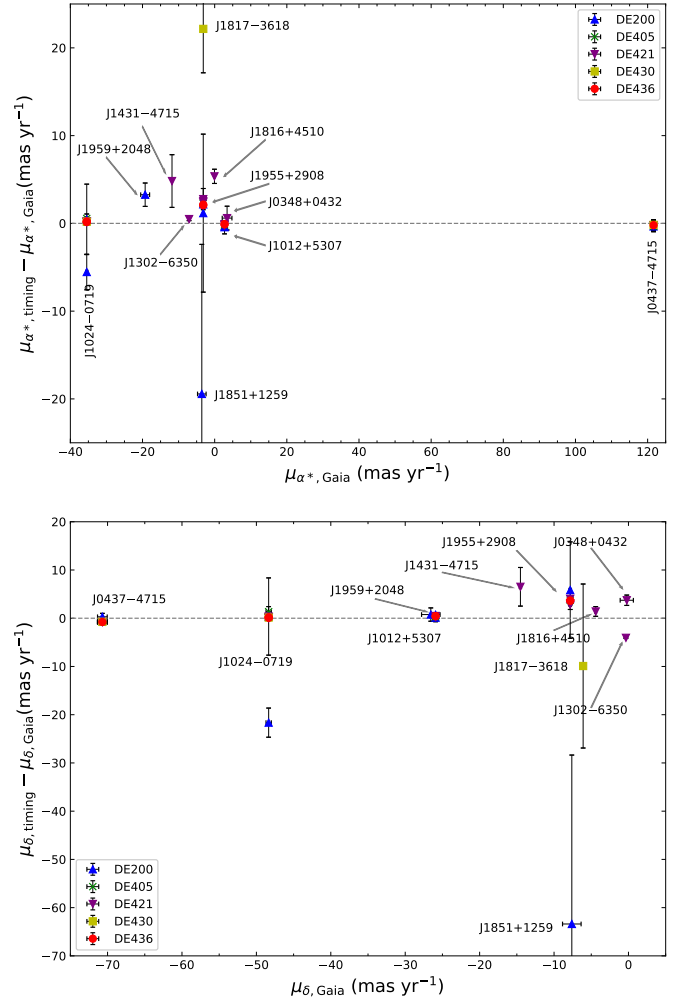 20
10
0
−10
−20
μα*, timing − μα*, Gaia(mas yr−1)
J1817−3618
J1431−4715
J1816+4510
J1959+2048
J1955+2908
J0348+0432
J1302−6350
J1012+5307
J1024−0719
J0437−4715
J1851+1259
DE200
DE405
DE421
DE430
DE436
−40 −20 0 20 40 60 80 100 120
μα*, Gaia (mas yr−1)
20
10
0
−10
−20
−30
−40
−50
−60
−70
μδ, timing − μδ, Gaia(mas yr−1)
J1955+2908
J0348+0432
J1431−4715
J1959+2048
J0437−4715
J1012+5307
J1816+4510
J1024−0719
J1817−3618
J1302−6350
J1851+1259
DE200
DE405
DE421
DE430
DE436
−70 −60 −50 −40 −30 −20 −10 0
μδ, Gaia (mas yr−1)